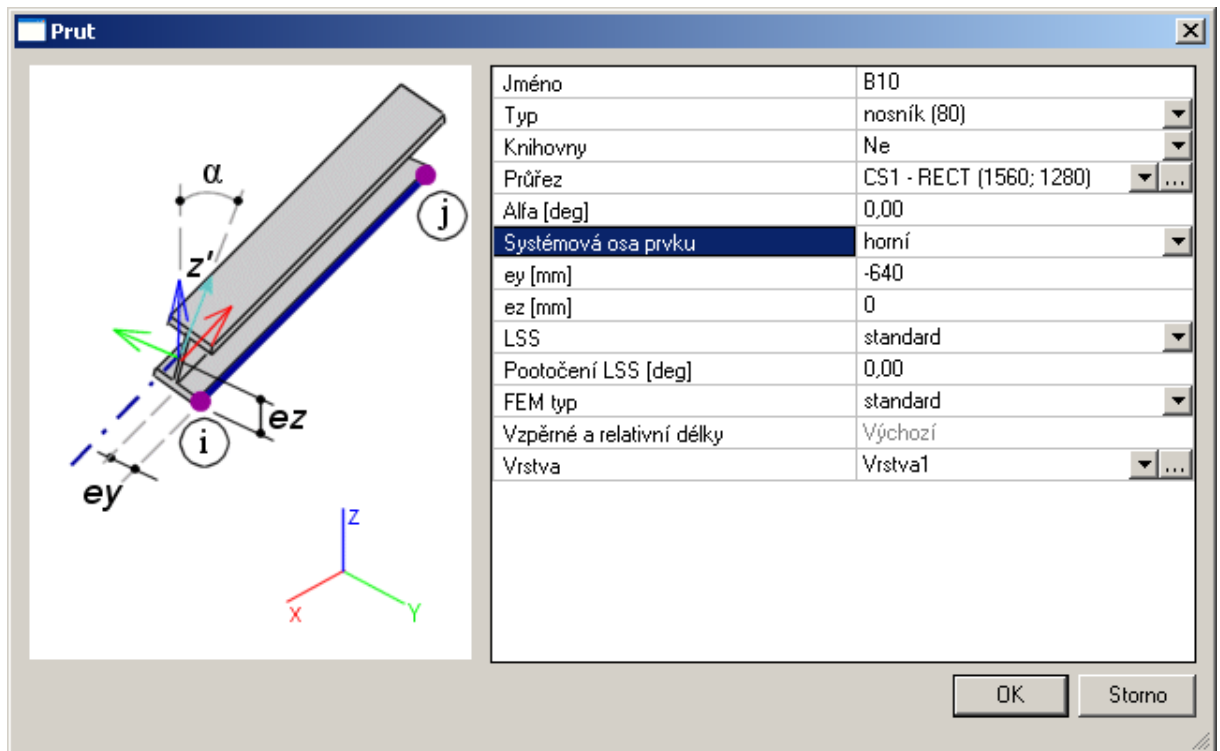 Prut
α
z'
j
i
ez
ey
Z
X
Y
Jméno B10
Typ nosník (80)
Knihovny Ne
Průřez CS1 - RECT (1560; 1280) ...
Alfa [deg] 0,00
Systémová osa prvku horní
ey [mm] -640
ez [mm] 0
LSS standard
Pootočení LSS [deg] 0,00
FEM typ standard
Vzpěrné a relativní délky Výchozí
Vrstva Vrstva1 ...
OK Storno